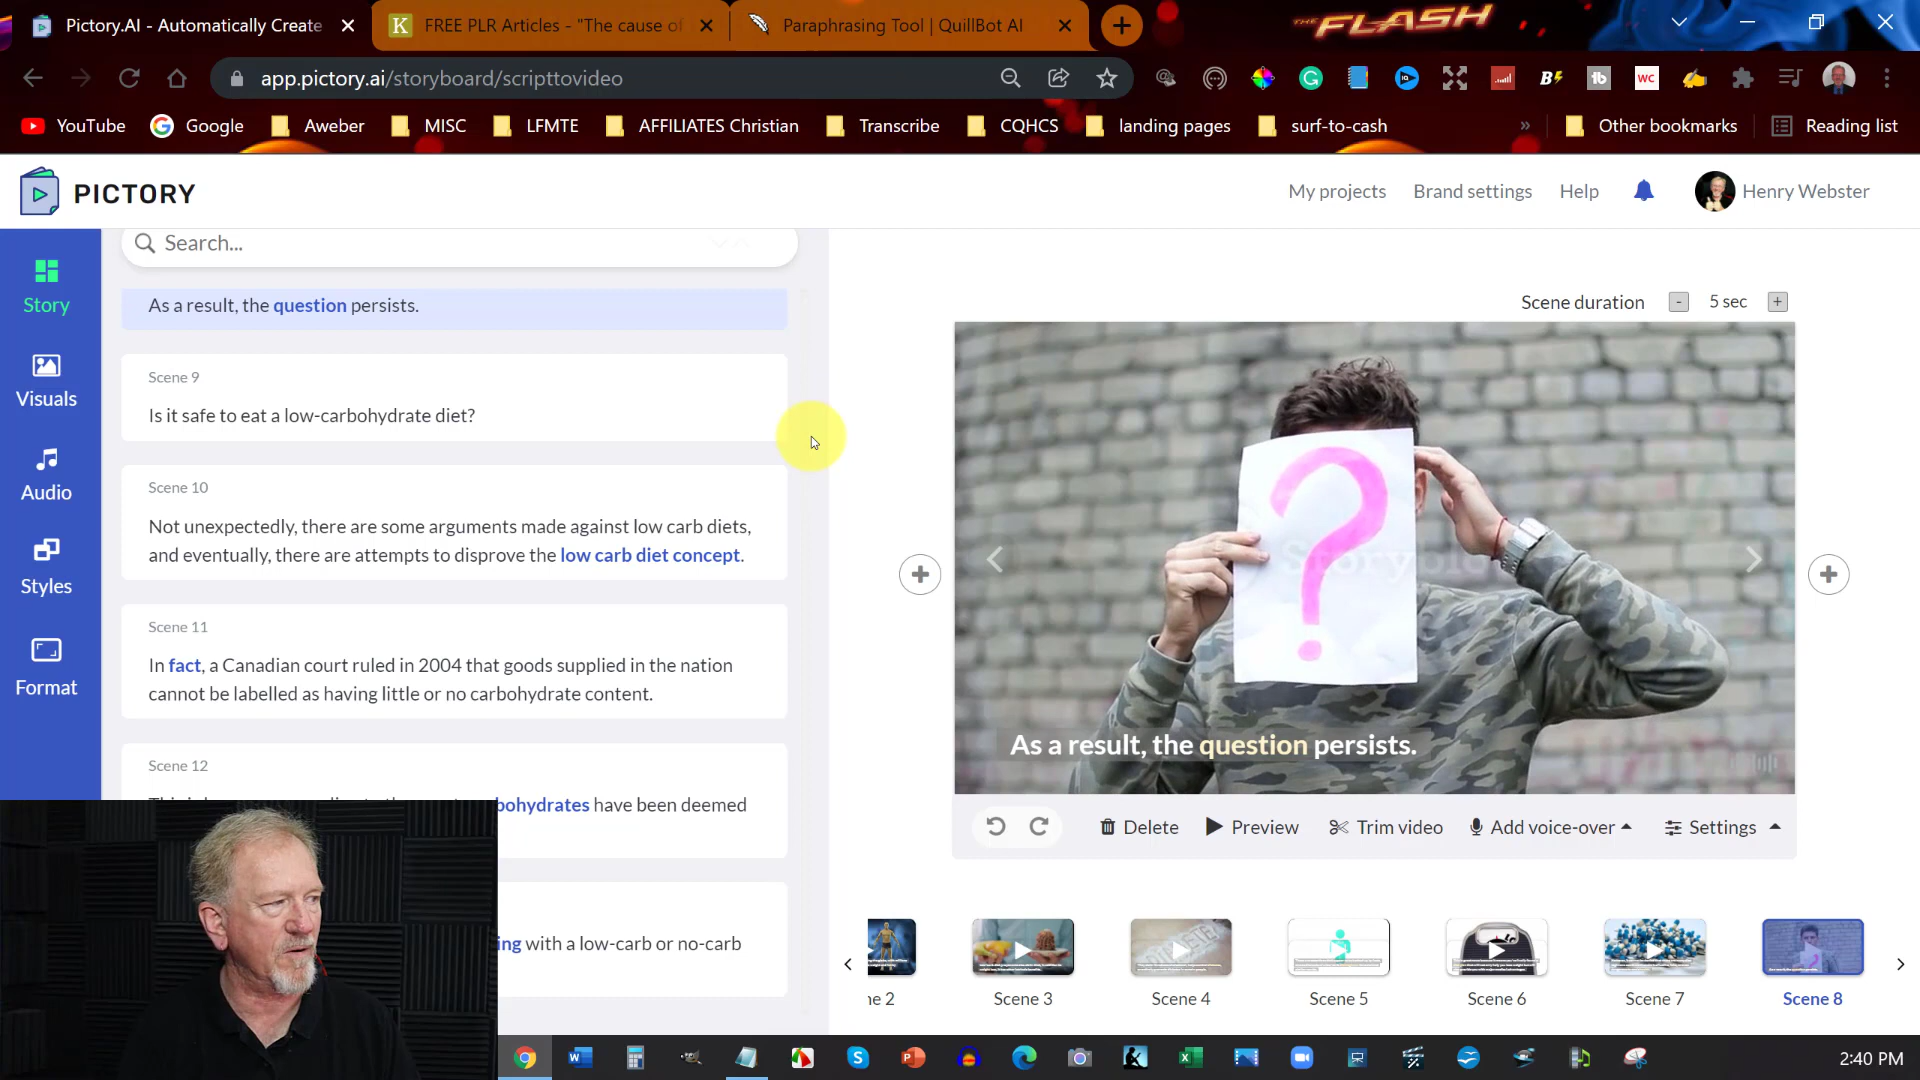 Pictory.AI - Automatically Create
FREE PLR Articles - "The cause of
Paraphrasing Tool | QuillBot AI
THE FLASH
app.pictory.ai/storyboard/scripttovideo
YouTube
Google
Aweber
MISC
LFMTE
AFFILIATES Christian
Transcribe
CQHCS
landing pages
surf-to-cash
»
Other bookmarks
Reading list
PICTORY
My projects
Brand settings
Help
Henry Webster
Story
Visuals
Audio
Styles
Format
Search...
As a result, the question persists.
Scene 9
Is it safe to eat a low-carbohydrate diet?
Scene 10
Not unexpectedly, there are some arguments made against low carb diets,
and eventually, there are attempts to disprove the low carb diet concept.
Scene 11
In fact, a Canadian court ruled in 2004 that goods supplied in the nation
cannot be labelled as having little or no carbohydrate content.
Scene 12
bohydrates have been deemed
ing with a low-carb or no-carb
Scene duration
- 5 sec +
?
As a result, the question persists.
Delete
Preview
Trim video
Add voice-over
Settings
ne 2
Scene 3
Scene 4
Scene 5
Scene 6
Scene 7
Scene 8
2:40 PM